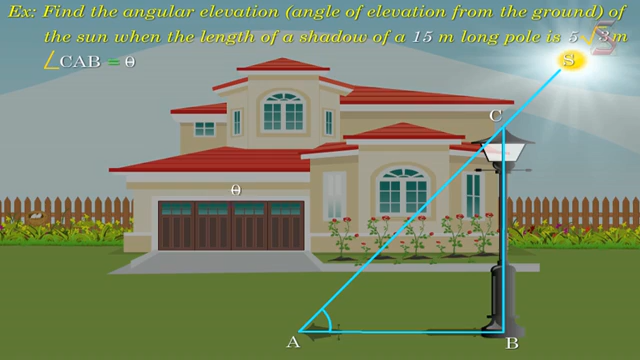 Ex: Find the angular elevation (angle of elevation from the ground) of
the sun when the length of a shadow of a 15 m long pole is 5√3 m
∠CAB = θ
S
C
θ
A
B